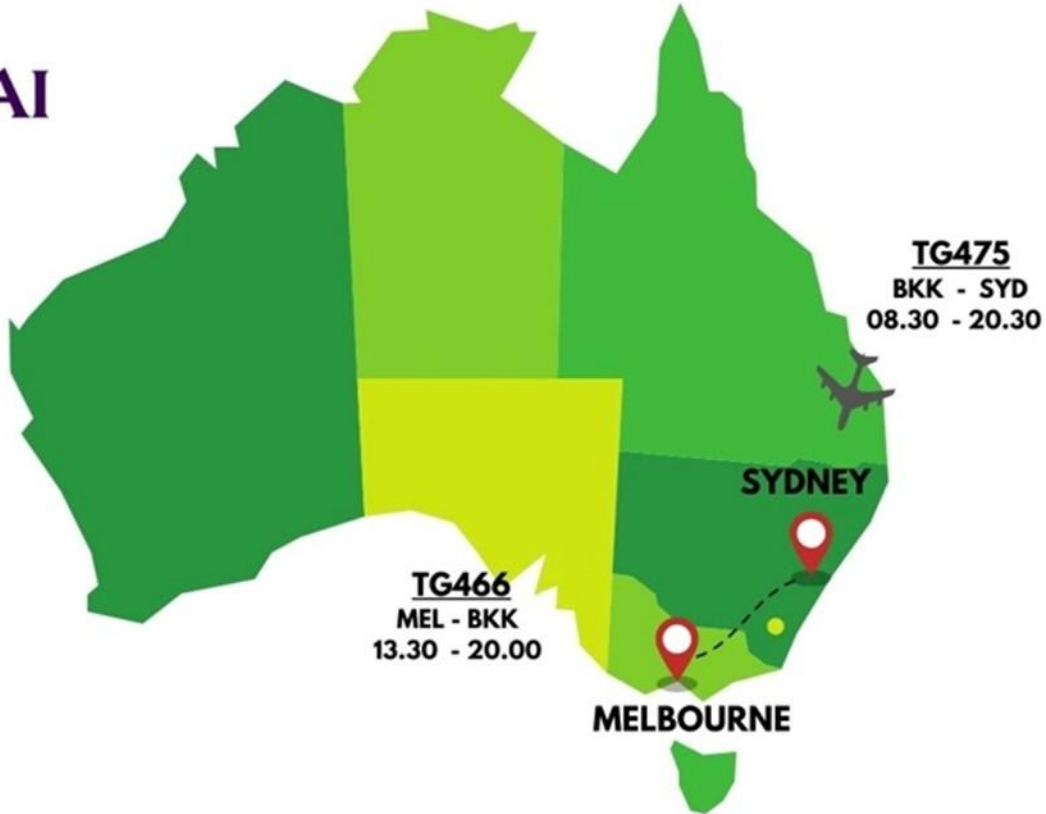 AI
TG475
BKK - SYD
08.30 - 20.30
SYDNEY
TG466
MEL - BKK
13.30 - 20.00
MELBOURNE